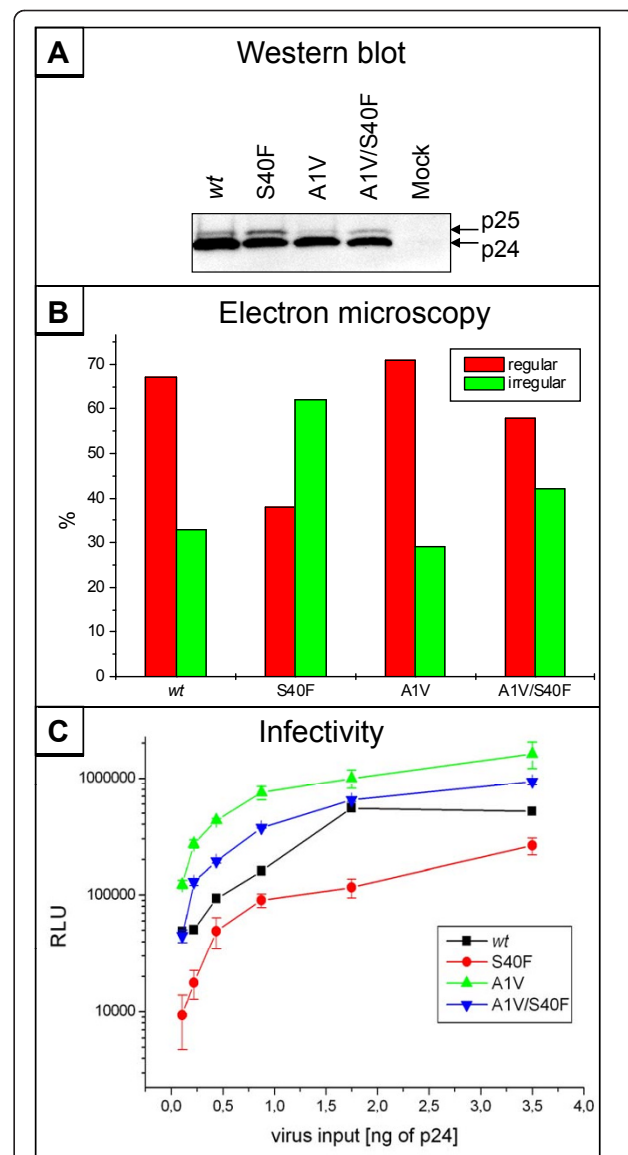 A
Western blot
wt
S40F
A1V
A1V/S40F
Mock
p25
p24
B
Electron microscopy
regular
irregular
%
70
60
50
40
30
20
10
0
wt
S40F
A1V
A1V/S40F
C
Infectivity
RLU
1000000
100000
10000
wt
S40F
A1V
A1V/S40F
0,0 0,5 1,0 1,5 2,0 2,5 3,0 3,5 4,0
virus input [ng of p24]